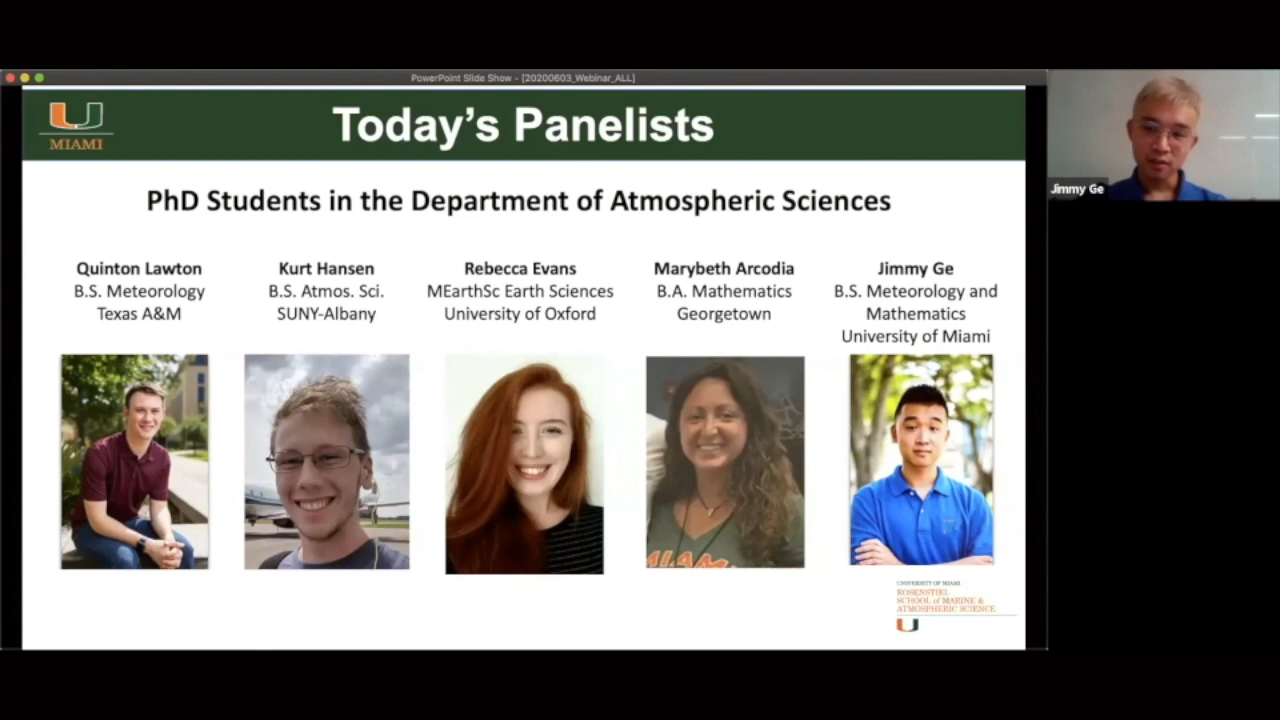 PowerPoint Slide Show - [20200603_Webinar_ALL]
U
MIAMI
Today's Panelists
PhD Students in the Department of Atmospheric Sciences
Quinton Lawton
B.S. Meteorology
Texas A&M
Kurt Hansen
B.S. Atmos. Sci.
SUNY-Albany
Rebecca Evans
MEarthSc Earth Sciences
University of Oxford
Marybeth Arcodia
B.A. Mathematics
Georgetown
Jimmy Ge
B.S. Meteorology and
Mathematics
University of Miami
MIAMI
UNIVERSITY OF MIAMI
ROSENSTIEL
SCHOOL of MARINE &
ATMOSPHERIC SCIENCE
U
Jimmy Ge